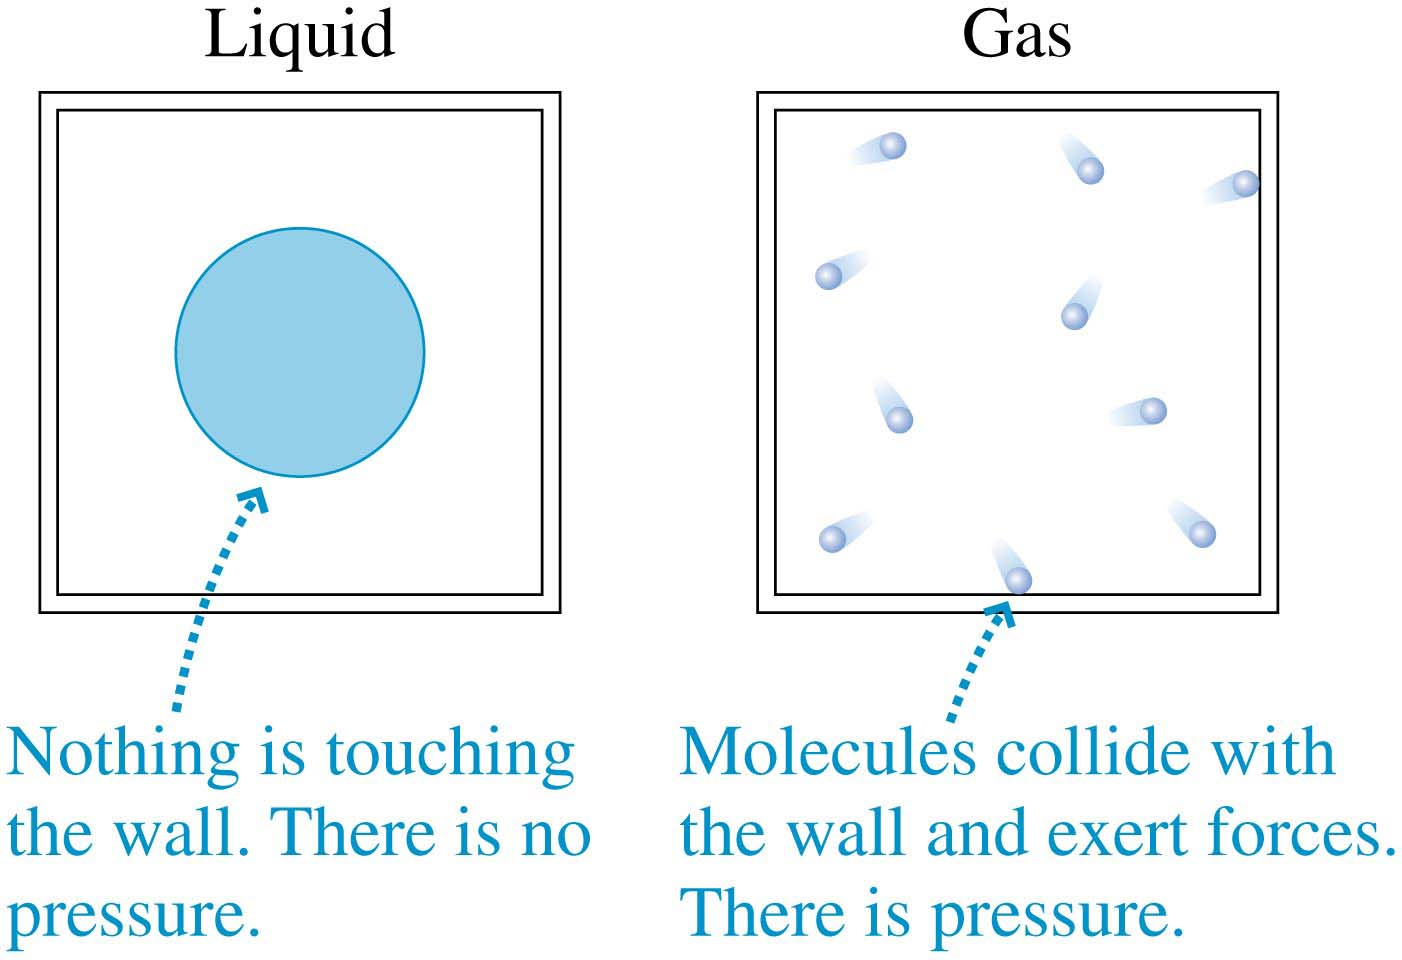 Liquid
Gas
Nothing is touching
the wall. There is no
pressure.
Molecules collide with
the wall and exert forces.
There is pressure.